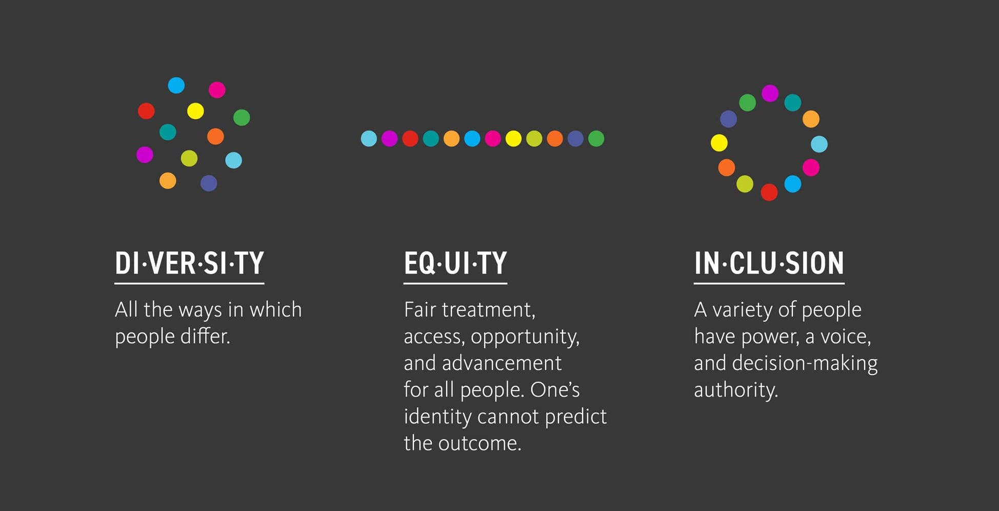 DI·VER·SI·TY
All the ways in which
people differ.
EQ·UI·TY
Fair treatment,
access, opportunity,
and advancement
for all people. One’s
identity cannot predict
the outcome.
IN·CLU·SION
A variety of people
have power, a voice,
and decision-making
authority.